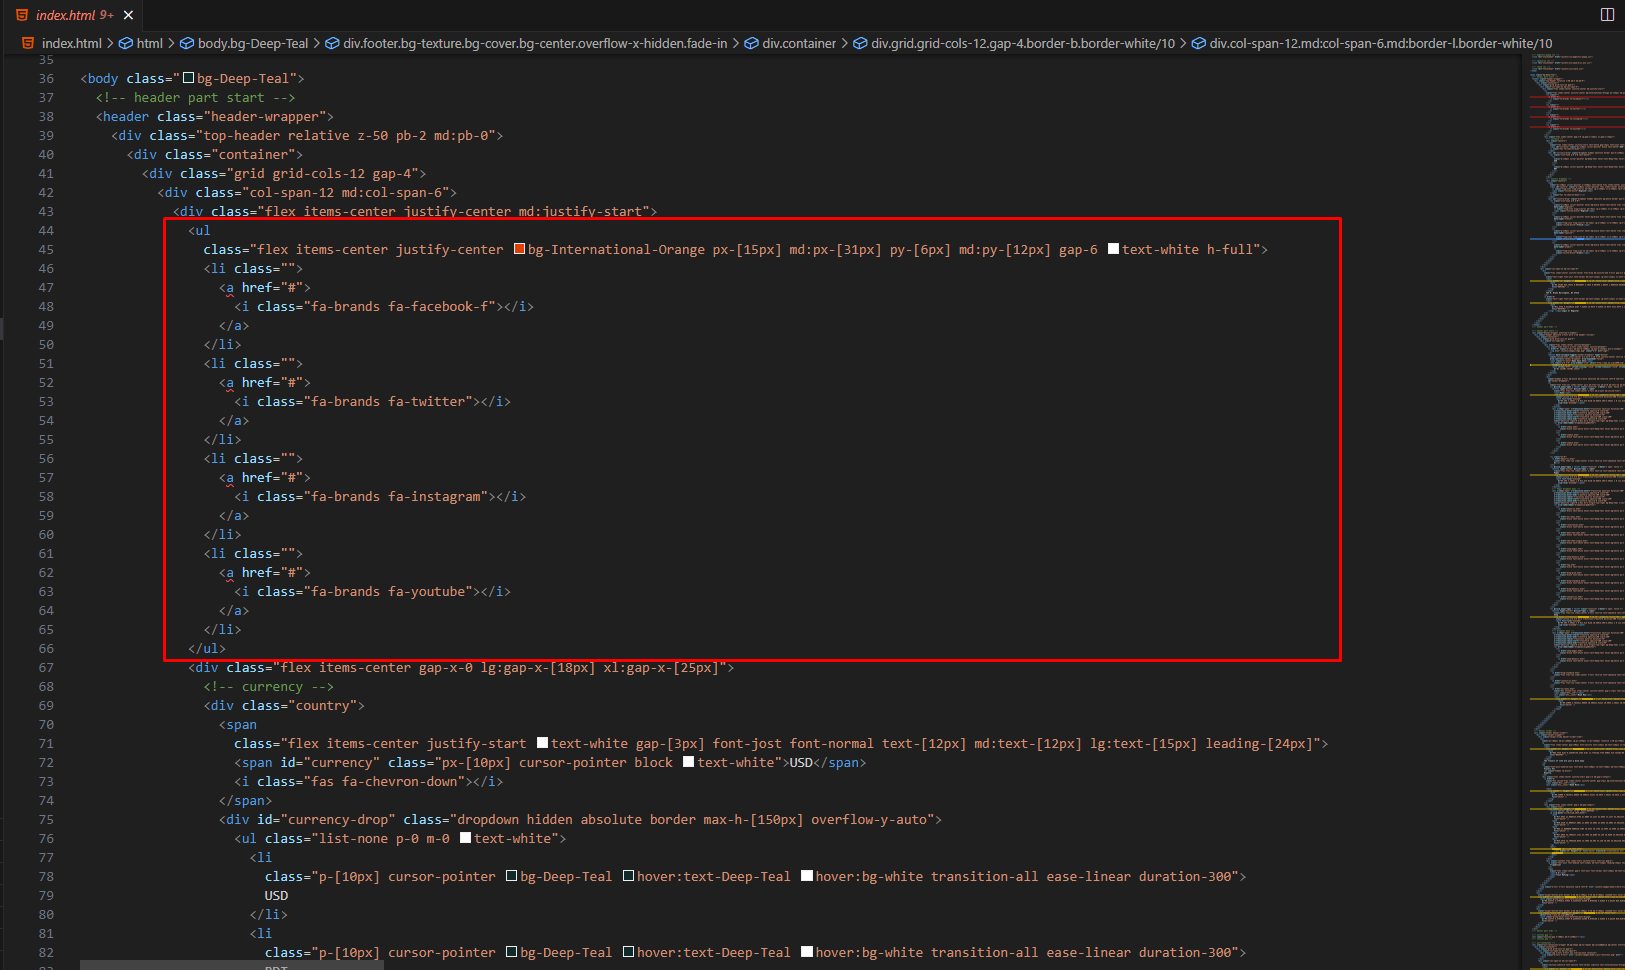 index.html 9+
index.html > html > body.bg-Deep-Teal > div.footer.bg-texture.bg-cover.bg-center.overflow-x-hidden.fade-in > div.container > div.grid.grid-cols-12.gap-4.border-b.border-white/10 > div.col-span-12.md:col-span-6.md:border-l.border-white/10
35
36 <body class="bg-Deep-Teal">
37 <!-- header part start -->
38 <header class="header-wrapper">
39 <div class="top-header relative z-50 pb-2 md:pb-0">
40 <div class="container">
41 <div class="grid grid-cols-12 gap-4">
42 <div class="col-span-12 md:col-span-6">
43 <div class="flex items-center justify-center md:justify-start">
44 <ul
45 class="flex items-center justify-center bg-International-Orange px-[15px] md:px-[31px] py-[6px] md:py-[12px] gap-6 text-white h-full">
46 <li class="">
47 <a href="#">
48 <i class="fa-brands fa-facebook-f"></i>
49 </a>
50 </li>
51 <li class="">
52 <a href="#">
53 <i class="fa-brands fa-twitter"></i>
54 </a>
55 </li>
56 <li class="">
57 <a href="#">
58 <i class="fa-brands fa-instagram"></i>
59 </a>
60 </li>
61 <li class="">
62 <a href="#">
63 <i class="fa-brands fa-youtube"></i>
64 </a>
65 </li>
66 </ul>
67 <div class="flex items-center gap-x-0 lg:gap-x-[18px] xl:gap-x-[25px]">
68 <!-- currency -->
69 <div class="country">
70 <span
71 class="flex items-center justify-start text-white gap-[3px] font-jost font-normal text-[12px] md:text-[12px] lg:text-[15px] leading-[24px]">
72 <span id="currency" class="px-[10px] cursor-pointer block text-white">USD</span>
73 <i class="fas fa-chevron-down"></i>
74 </span>
75 <div id="currency-drop" class="dropdown hidden absolute border max-h-[150px] overflow-y-auto">
76 <ul class="list-none p-0 m-0 text-white">
77 <li
78 class="p-[10px] cursor-pointer bg-Deep-Teal hover:text-Deep-Teal hover:bg-white transition-all ease-linear duration-300">
79 USD
80 </li>
81 <li
82 class="p-[10px] cursor-pointer bg-Deep-Teal hover:text-Deep-Teal hover:bg-white transition-all ease-linear duration-300">